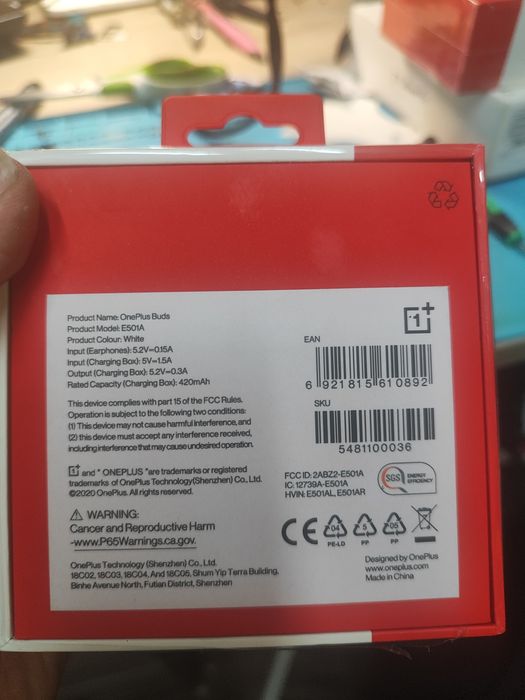 Product Name: OnePlus Buds
Product Model: E501A
Product Colour: White
Input (Earphones): 5.2V⎓0.15A
Input (Charging Box): 5V⎓1.5A
Output (Charging Box): 5.2V⎓0.3A
Rated Capacity (Charging Box): 420mAh
This device complies with part 15 of the FCC Rules.
Operation is subject to the following two conditions:
(1) This device may not cause harmful interference, and
(2) this device must accept any interference received,
including interference that may cause undesired operation.
and " ONEPLUS "are trademarks or registered
trademarks of OnePlus Technology(Shenzhen) Co., Ltd.
©2020 OnePlus. All rights reserved.
WARNING:
Cancer and Reproductive Harm
-www.P65Warnings.ca.gov.
OnePlus Technology (Shenzhen) Co., Ltd.
18C02, 18C03, 18C04, And 18C05, Shum Yip Terra Building,
Binhe Avenue North, Futian District, Shenzhen
1+
EAN
6 921815 610892
SKU
5481100036
FCC ID: 2ABZ2-E501A
IC: 12739A-E501A
HVIN: E501AL, E501AR
SGS ENERGY
EFFICIENCY
CE
04
PE-LD
5
PP
05
PP
Designed by OnePlus
www.oneplus.com
Made in China